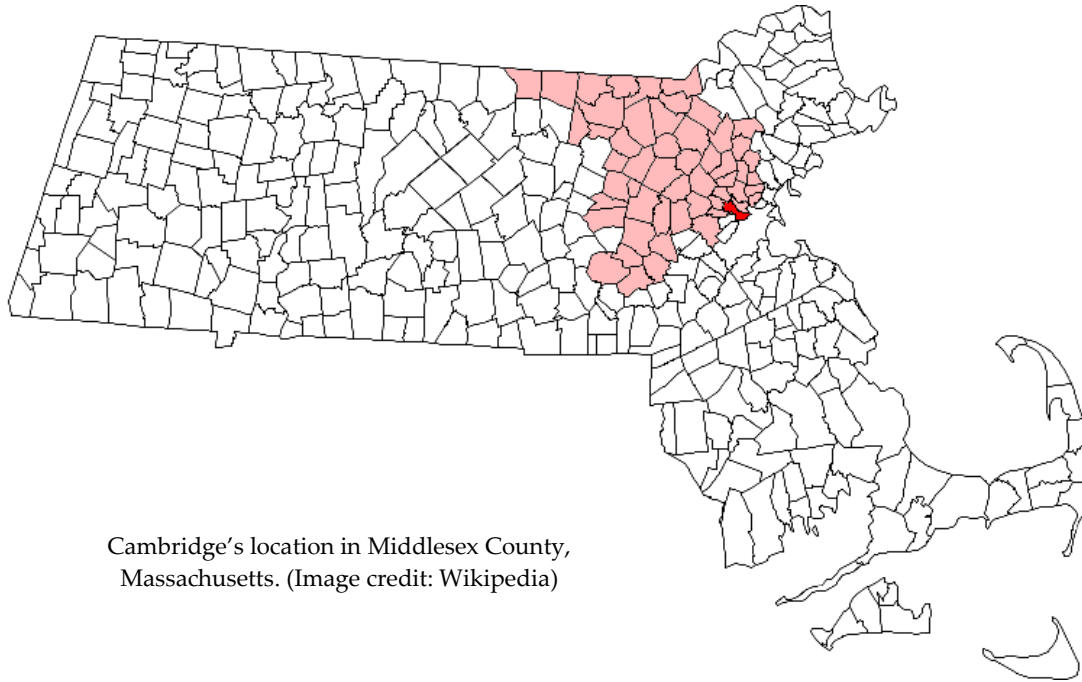 Cambridge’s location in Middlesex County,
Massachusetts. (Image credit: Wikipedia)